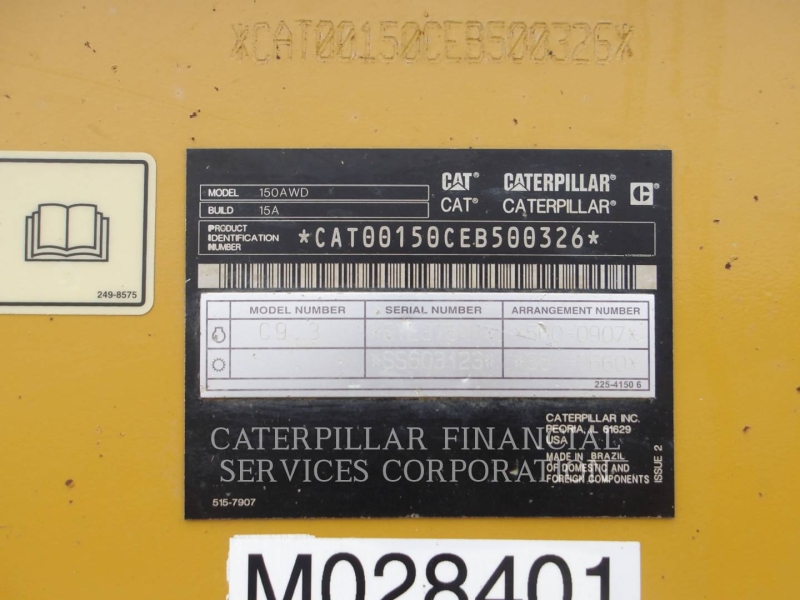 *CAT00150CEB500326*
CAT® CATERPILLAR®
CAT® CATERPILLAR®
MODEL 150AWD
BUILD 15A
PRODUCT IDENTIFICATION NUMBER *CAT00150CEB500326*
249-8575
MODEL NUMBER SERIAL NUMBER ARRANGEMENT NUMBER
C9.3
225-4150 6
CATERPILLAR INC.
PEORIA, IL 61629
USA
MADE IN BRAZIL
OF DOMESTIC AND
FOREIGN COMPONENTS
ISSUE 2
CATERPILLAR FINANCIAL
SERVICES CORPORATION
515-7907
M028401